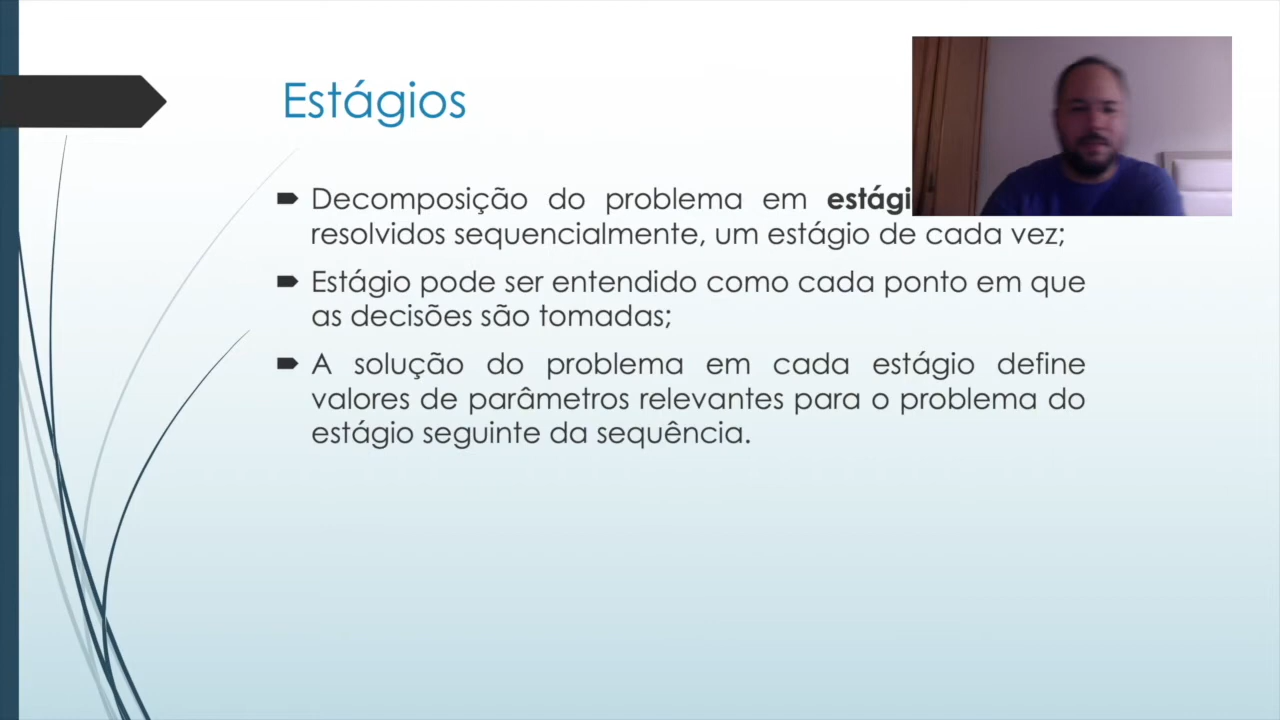 Estágios
Decomposição do problema em
resolvidos sequencialmente, um estágio de cada vez;
Estágio pode ser entendido como cada ponto em que
as decisões são tomadas;
A solução do problema em cada estágio define
valores de parâmetros relevantes para o problema do
estágio seguinte da sequência.